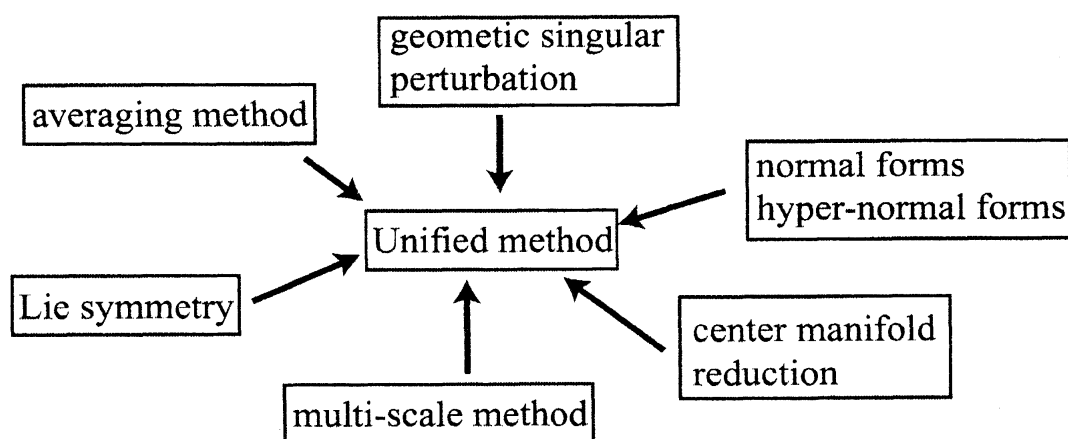 geometic singular
perturbation
averaging method
normal forms
hyper-normal forms
Unified method
Lie symmetry
center manifold
reduction
multi-scale method